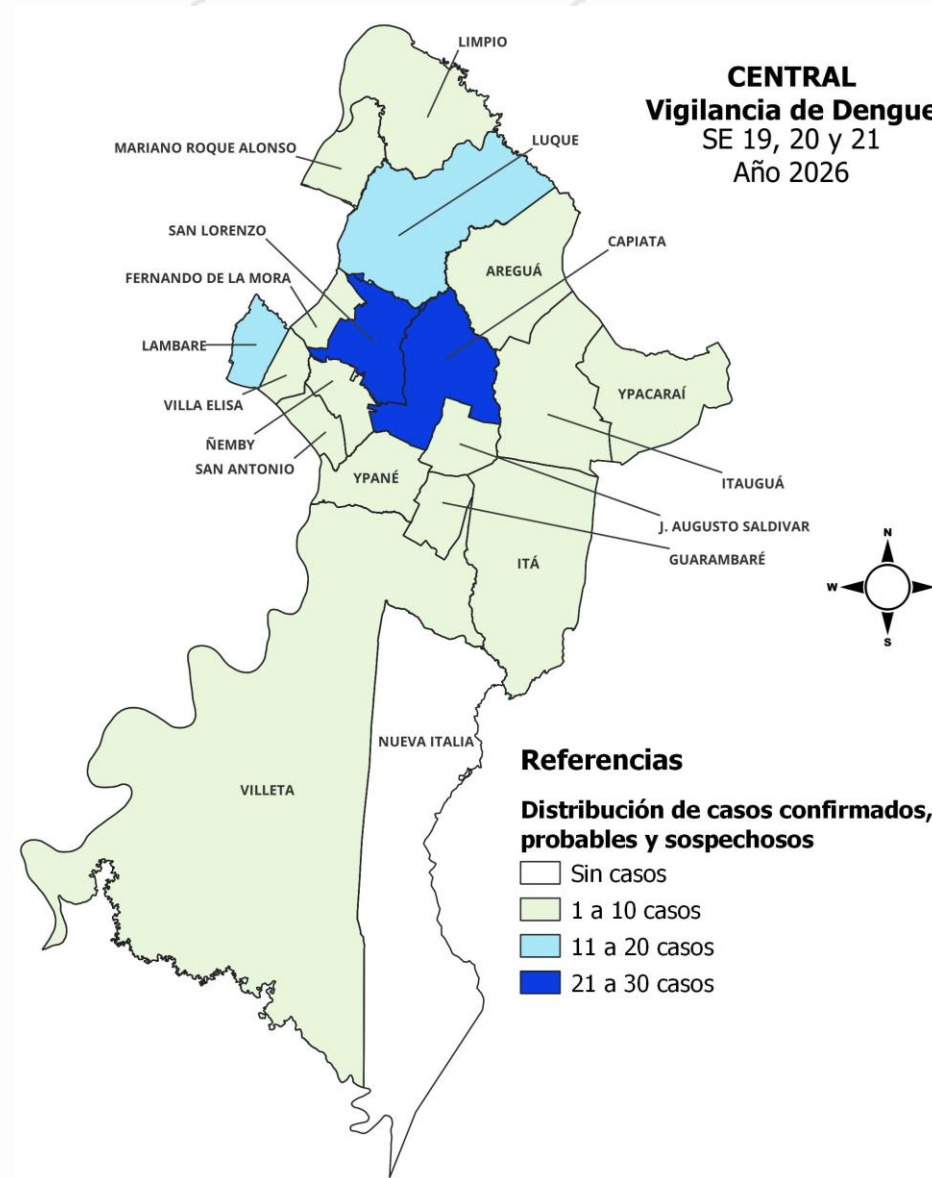 CENTRAL
Vigilancia de Dengue
SE 19, 20 y 21
Año 2026
LIMPIO
MARIANO ROQUE ALONSO
LUQUE
SAN LORENZO
CAPIATA
FERNANDO DE LA MORA
AREGUÁ
LAMBARE
YPACARAÍ
VILLA ELISA
ÑEMBY
SAN ANTONIO
YPANÉ
ITAUGUÁ
J. AUGUSTO SALDIVAR
GUARAMBARÉ
ITÁ
N
W
S
NUEVA ITALIA
VILLETA
Referencias
Distribución de casos confirmados,
probables y sospechosos
Sin casos
1 a 10 casos
11 a 20 casos
21 a 30 casos